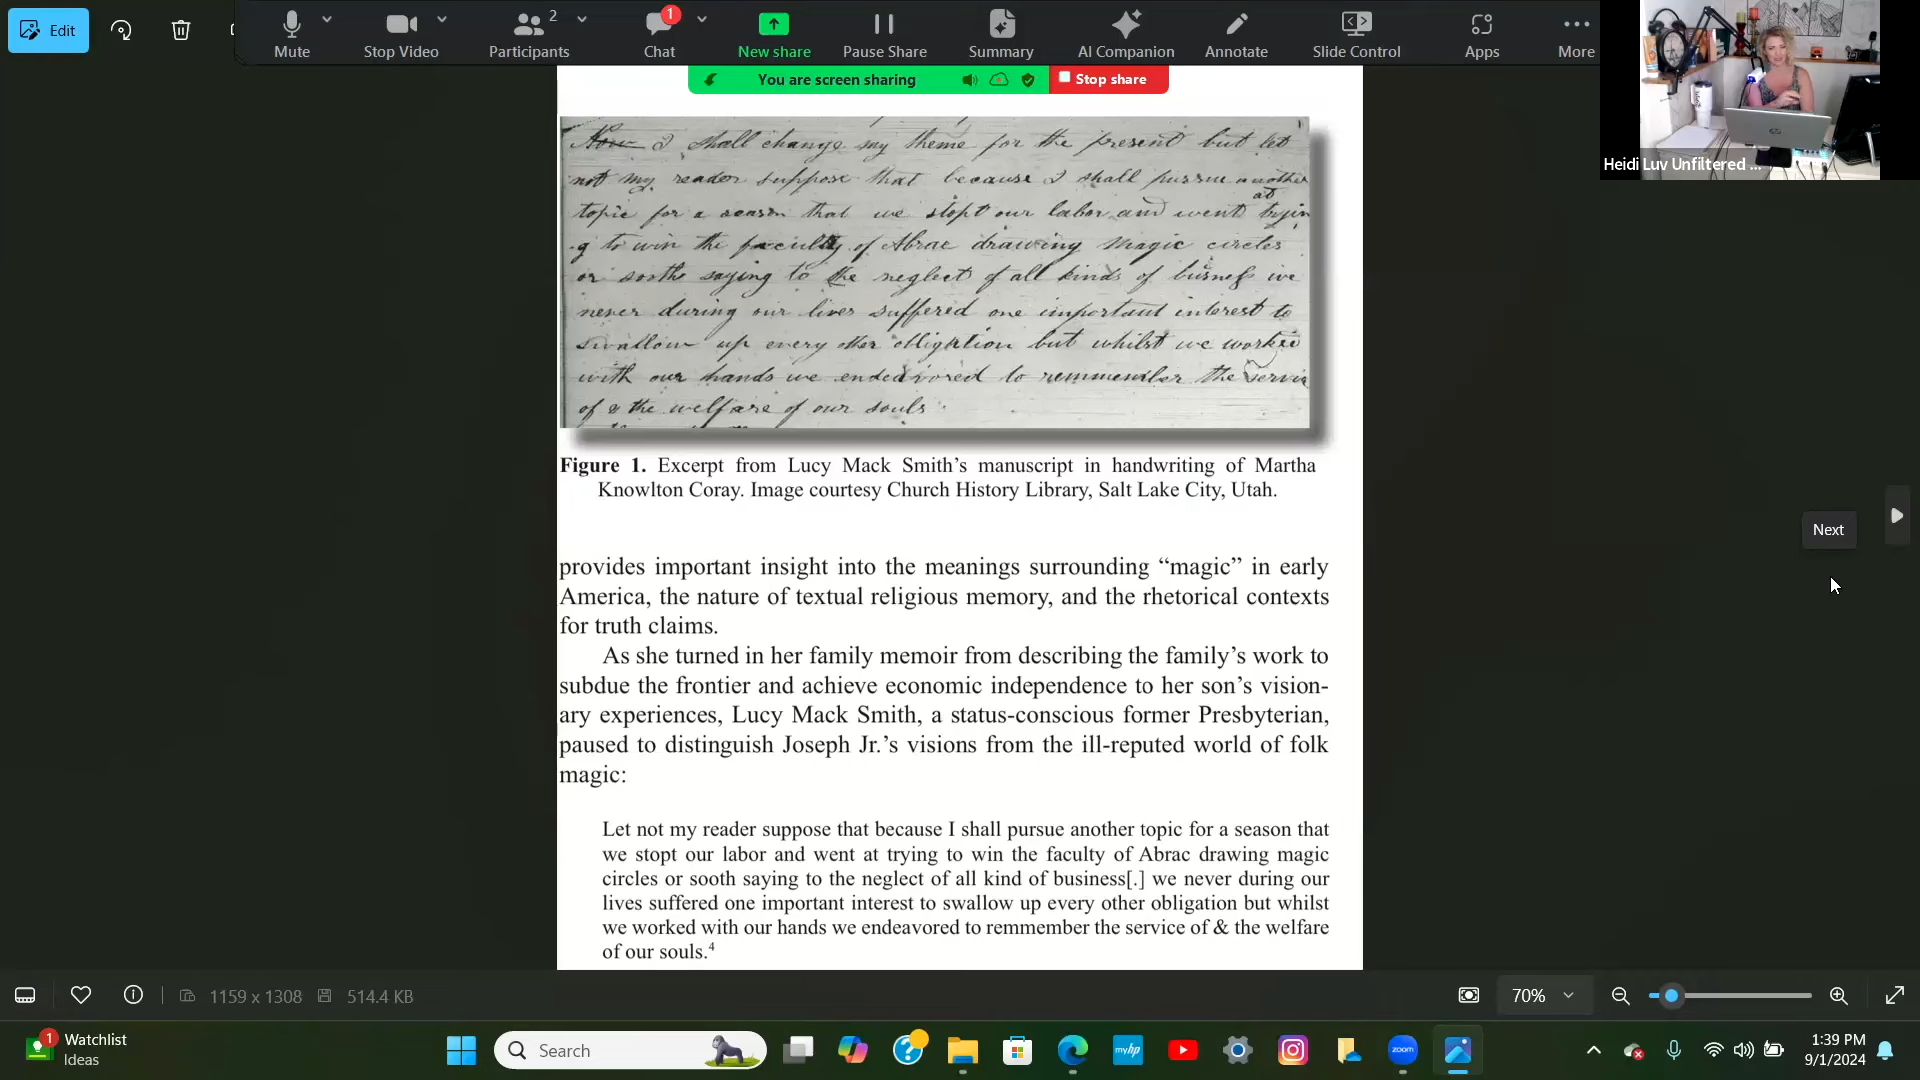 Edit
Mute
Stop Video
Participants
2
Chat
1
New share
Pause Share
Summary
AI Companion
Annotate
Slide Control
Apps
More
You are screen sharing
Stop share
Heidi Luv Unfiltered ...
Now I shall change my theme for the present but let
not my reader suppose that because I shall pursue another
at
topic for a season that we stopt our labor and went tryin
g to win the faculty of Abrac drawing magic circles
or sooth saying to the neglect of all kinds of buisness we
never during our lives suffered one important interest to
swallow up every other obligation but whilst we worked
with our hands we endeavored to remmember the service
of & the welfare of our souls
Figure 1. Excerpt from Lucy Mack Smith's manuscript in handwriting of Martha
Knowlton Coray. Image courtesy Church History Library, Salt Lake City, Utah.
provides important insight into the meanings surrounding “magic” in early
America, the nature of textual religious memory, and the rhetorical contexts
for truth claims.
As she turned in her family memoir from describing the family's work to
subdue the frontier and achieve economic independence to her son's vision-
ary experiences, Lucy Mack Smith, a status-conscious former Presbyterian,
paused to distinguish Joseph Jr.'s visions from the ill-reputed world of folk
magic:
Let not my reader suppose that because I shall pursue another topic for a season that
we stopt our labor and went at trying to win the faculty of Abrac drawing magic
circles or sooth saying to the neglect of all kind of business[.] we never during our
lives suffered one important interest to swallow up every other obligation but whilst
we worked with our hands we endeavored to remmember the service of & the welfare
of our souls.4
Next
1159 x 1308
514.4 KB
70%
1
Watchlist
Ideas
Search
myhp
zoom
1:39 PM
9/1/2024